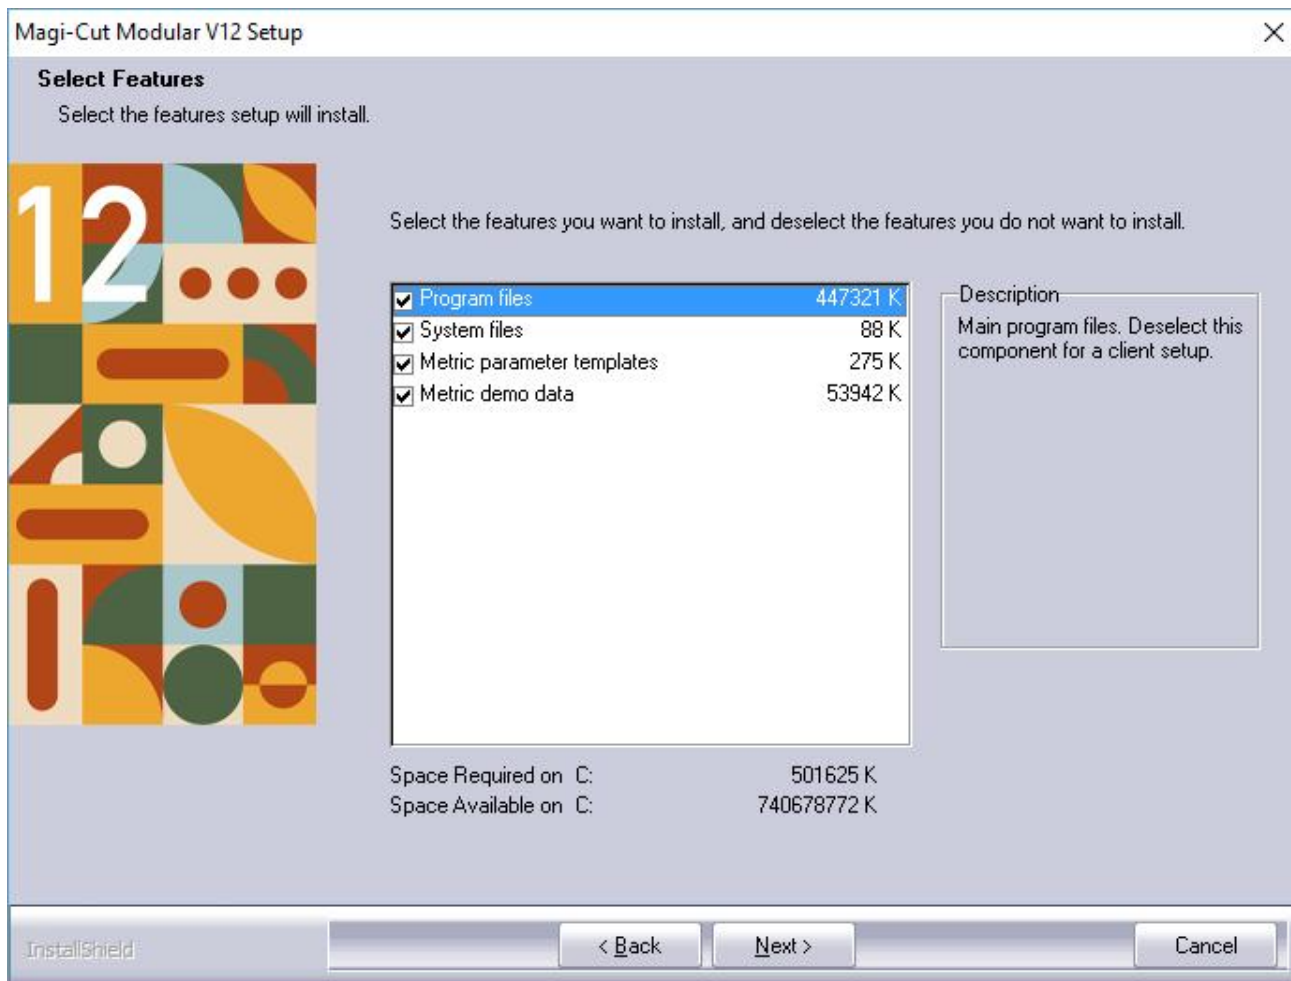 Magi-Cut Modular V12 Setup
Select Features
Select the features setup will install.
12
Select the features you want to install, and deselect the features you do not want to install.
Program files 447321 K
System files 88 K
Metric parameter templates 275 K
Metric demo data 53942 K
Description
Main program files. Deselect this
component for a client setup.
Space Required on C: 501625 K
Space Available on C: 740678772 K
InstallShield
< Back
Next >
Cancel